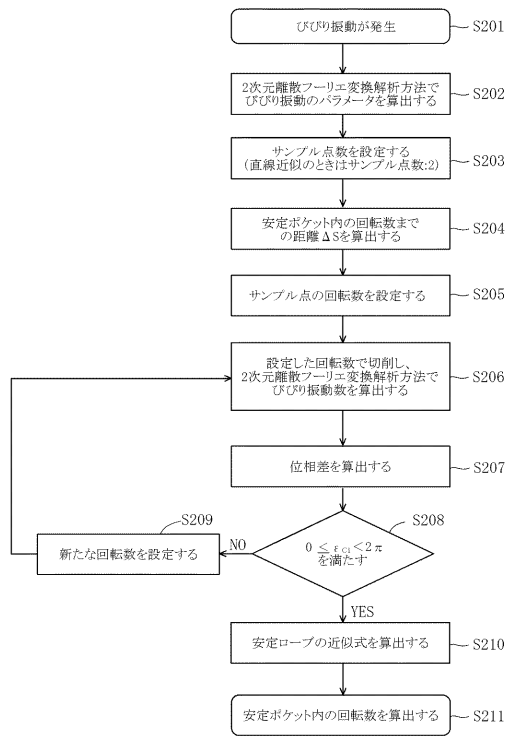 びびり振動が発生
S201
2次元離散フーリエ変換解析方法で
びびり振動のパラメータを算出する
S202
サンプル点数を設定する
(直線近似のときはサンプル点数:2)
S203
安定ポケット内の回転数まで
の距離ΔSを算出する
S204
サンプル点の回転数を設定する
S205
設定した回転数で切削し、
2次元離散フーリエ変換解析方法で
びびり振動数を算出する
S206
位相差を算出する
S207
S209
新たな回転数を設定する
NO
S208
0≦εC1<2π
を満たす
YES
安定ローブの近似式を算出する
S210
安定ポケット内の回転数を算出する
S211